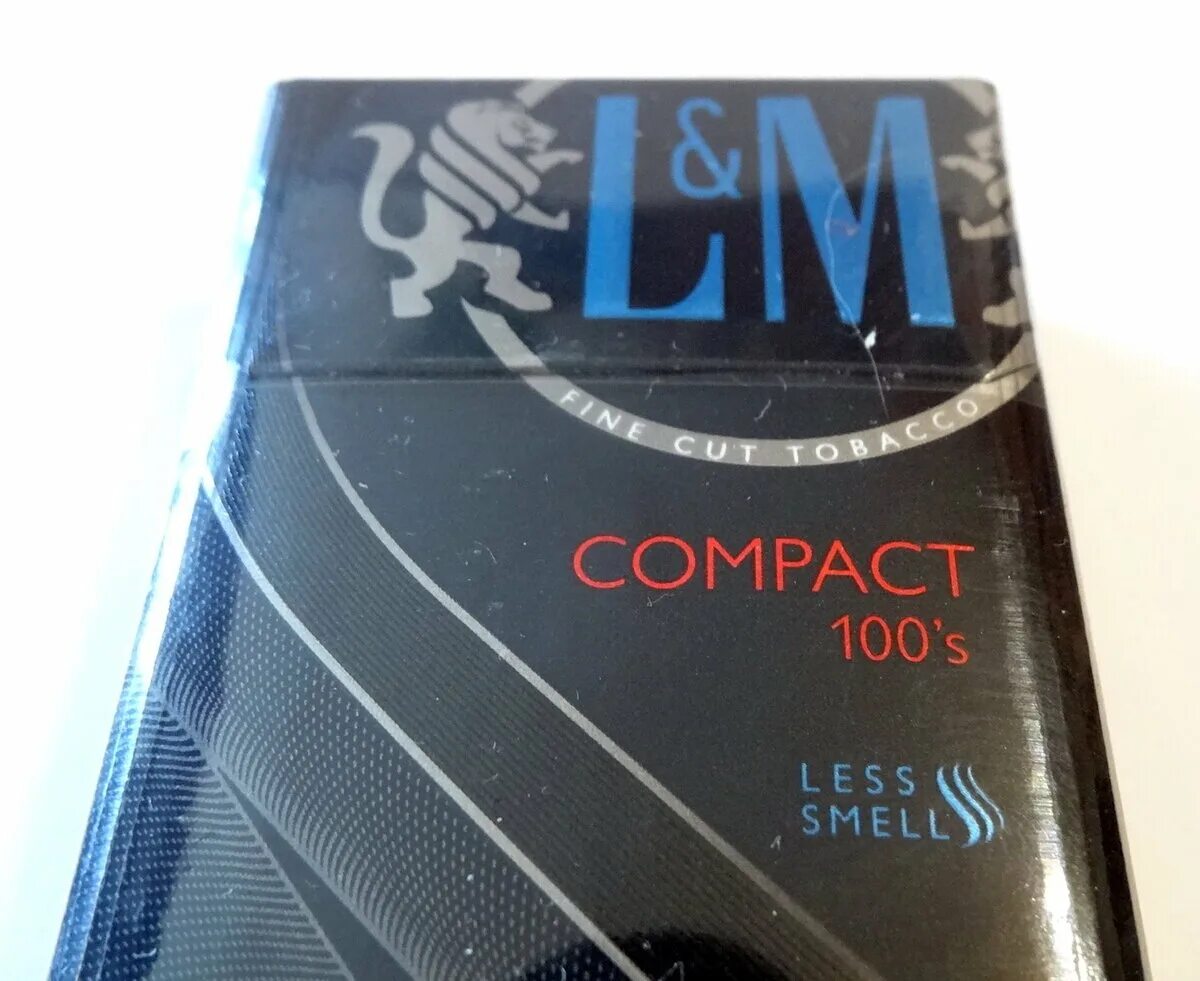 L&M
FINE CUT TOBACCO
COMPACT
100's
LESS
SMELL